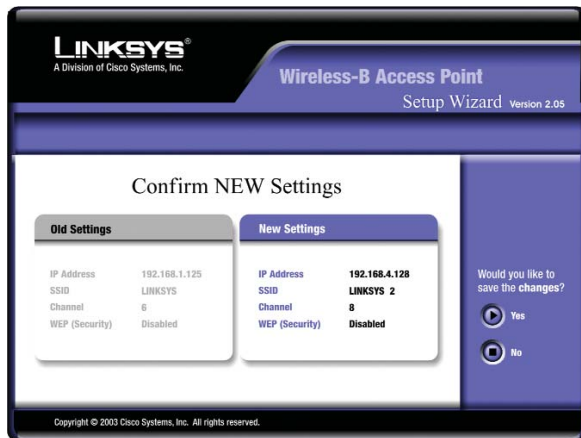 LINKSYS®
A Division of Cisco Systems, Inc.
Wireless-B Access Point
Setup Wizard Version 2.05
Confirm NEW Settings
Old Settings
IP Address 192.168.1.125
SSID LINKSYS
Channel 6
WEP (Security) Disabled
New Settings
IP Address 192.168.4.128
SSID LINKSYS 2
Channel 8
WEP (Security) Disabled
Would you like to
save the changes?
Yes
No
Copyright © 2003 Cisco Systems, Inc. All rights reserved.